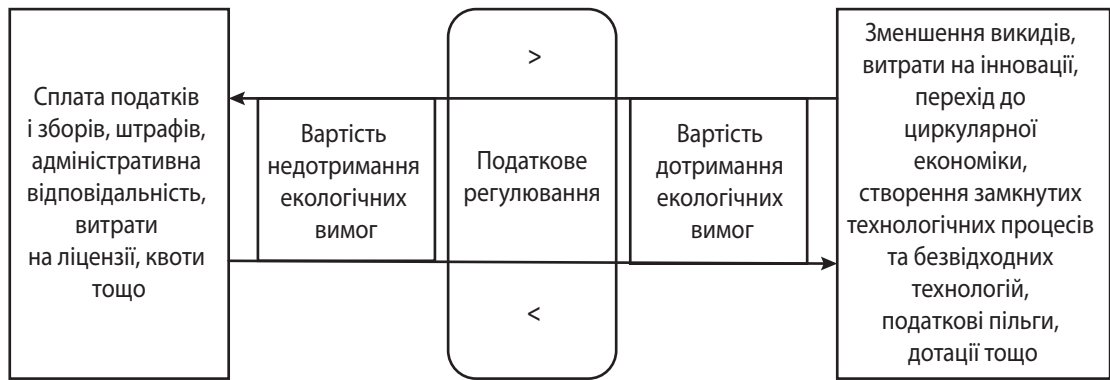 Сплата податків
і зборів, штрафів,
адміністративна
відповідальність,
витрати
на ліцензії, квоти
тощо
Вартість
недотримання
екологічних
вимог
>
Податкове
регулювання
<
Вартість
дотримання
екологічних
вимог
Зменшення викидів,
витрати на інновації,
перехід до
циркулярної
економіки,
створення замкнутих
технологічних процесів
та безвідходних
технологій,
податкові пільги,
дотації тощо